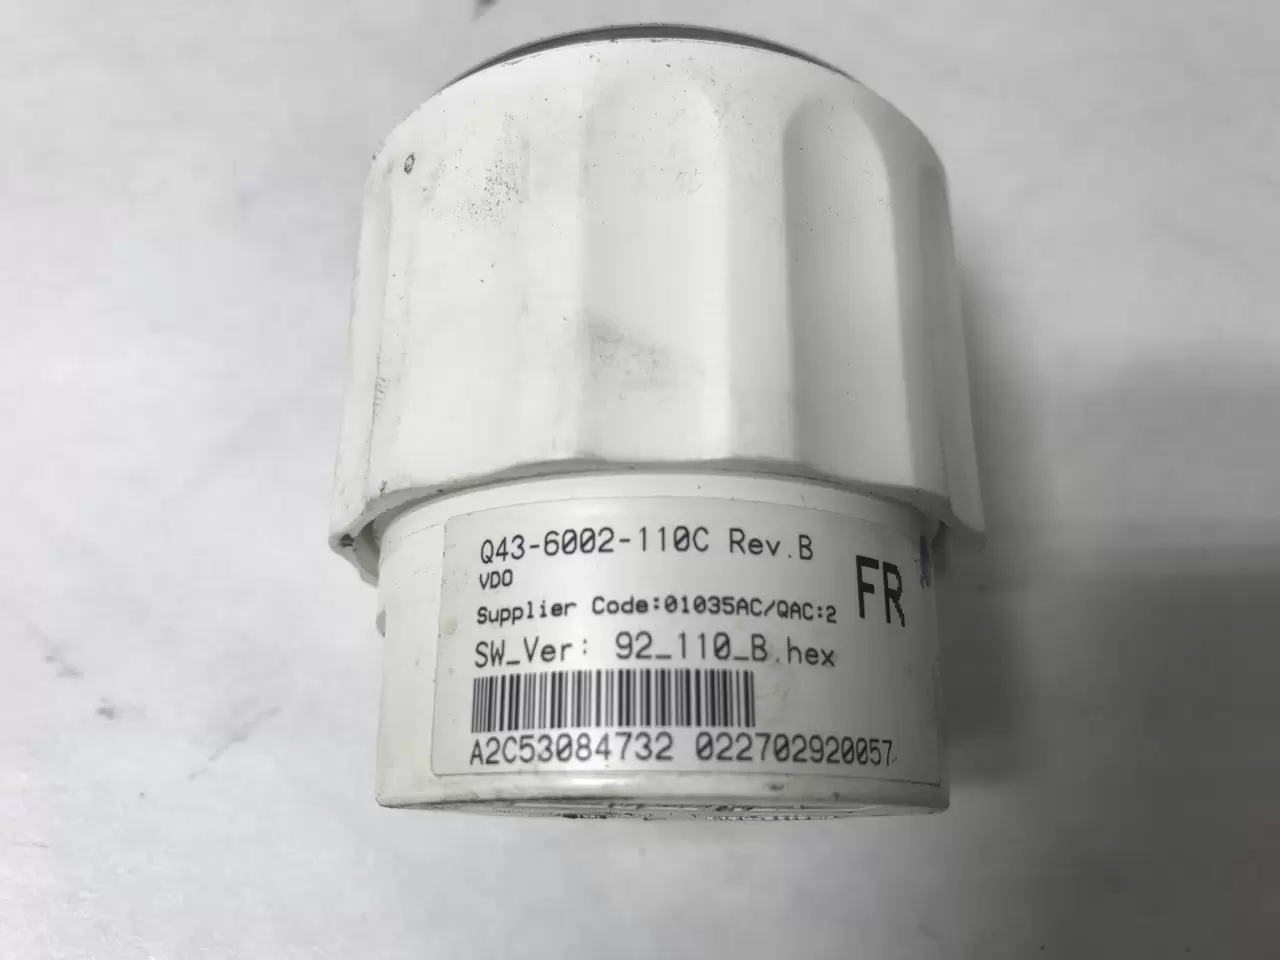 Q43-6002-110C Rev.B
VDO
FR
Supplier Code:01035AC/QAC:2
SW_Ver: 92_110_B.hex
A2C53084732 022702920057